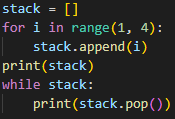 stack = []
for i in range(1, 4):
    stack.append(i)
print(stack)
while stack:
    print(stack.pop())